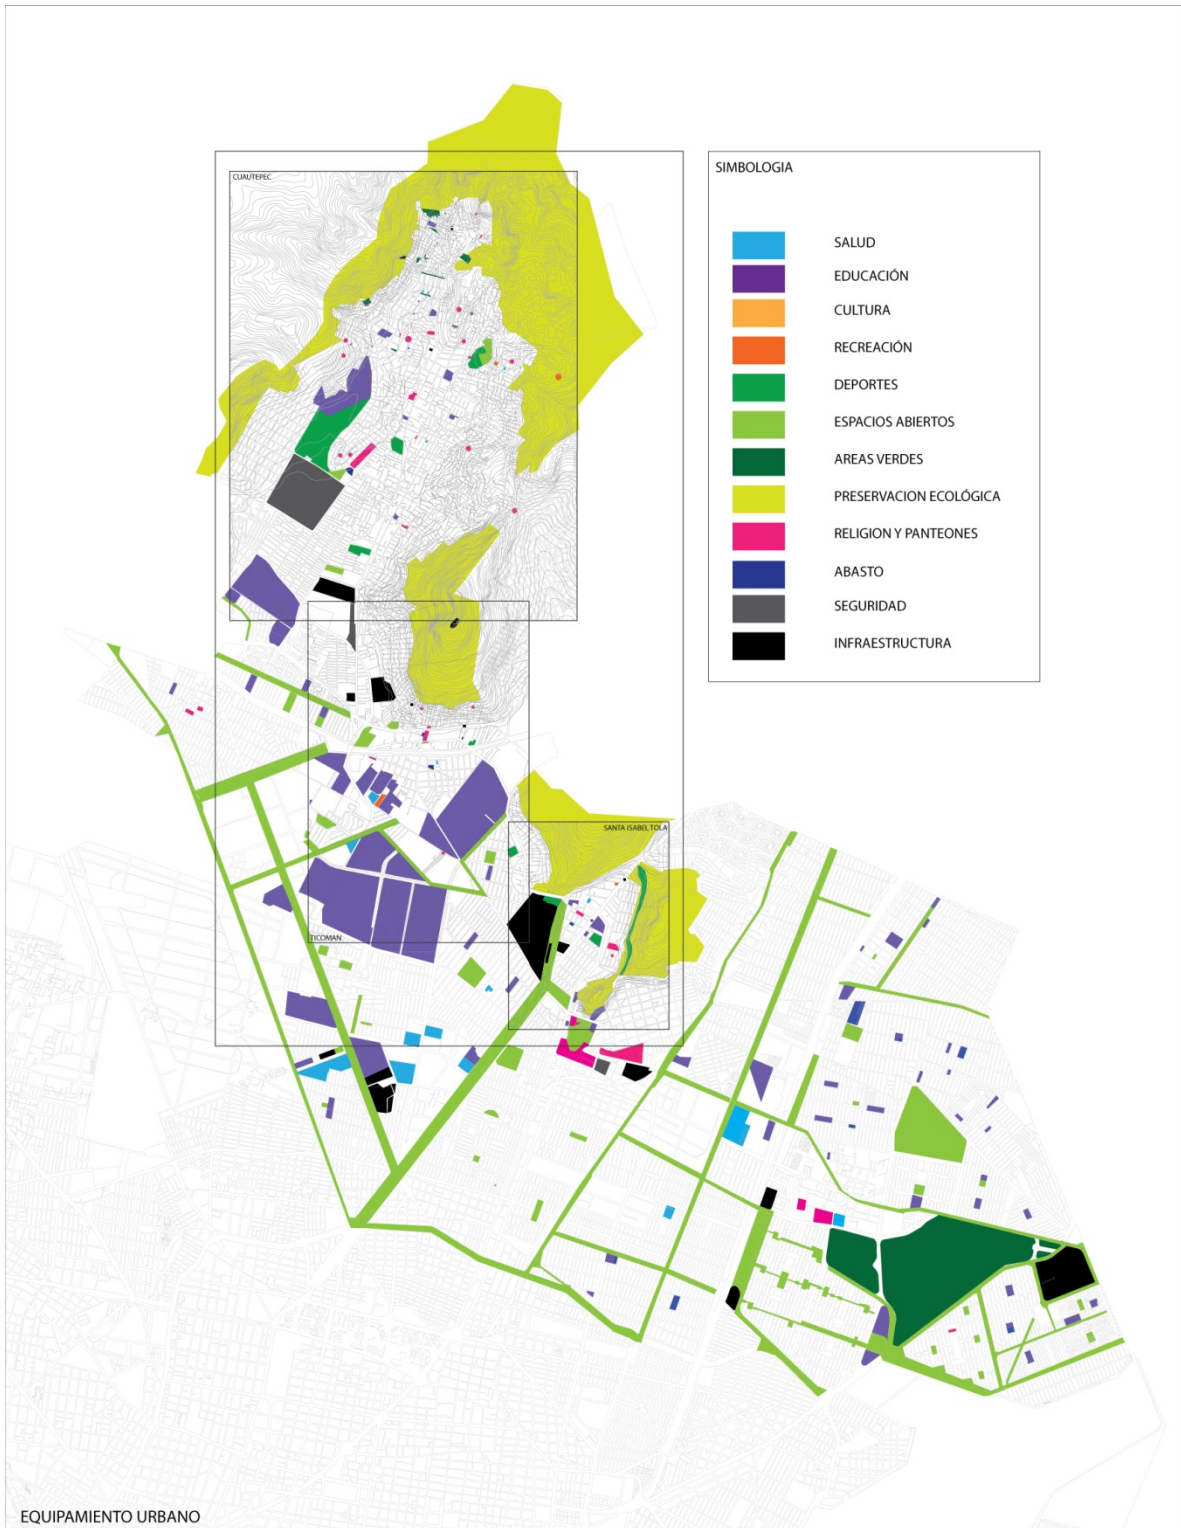 CUAUTEPEC
SIMBOLOGIA
SALUD
EDUCACIÓN
CULTURA
RECREACIÓN
DEPORTES
ESPACIOS ABIERTOS
AREAS VERDES
PRESERVACION ECOLÓGICA
RELIGION Y PANTEONES
ABASTO
SEGURIDAD
INFRAESTRUCTURA
SANTA ISABEL TOLA
TICOMAN
EQUIPAMIENTO URBANO